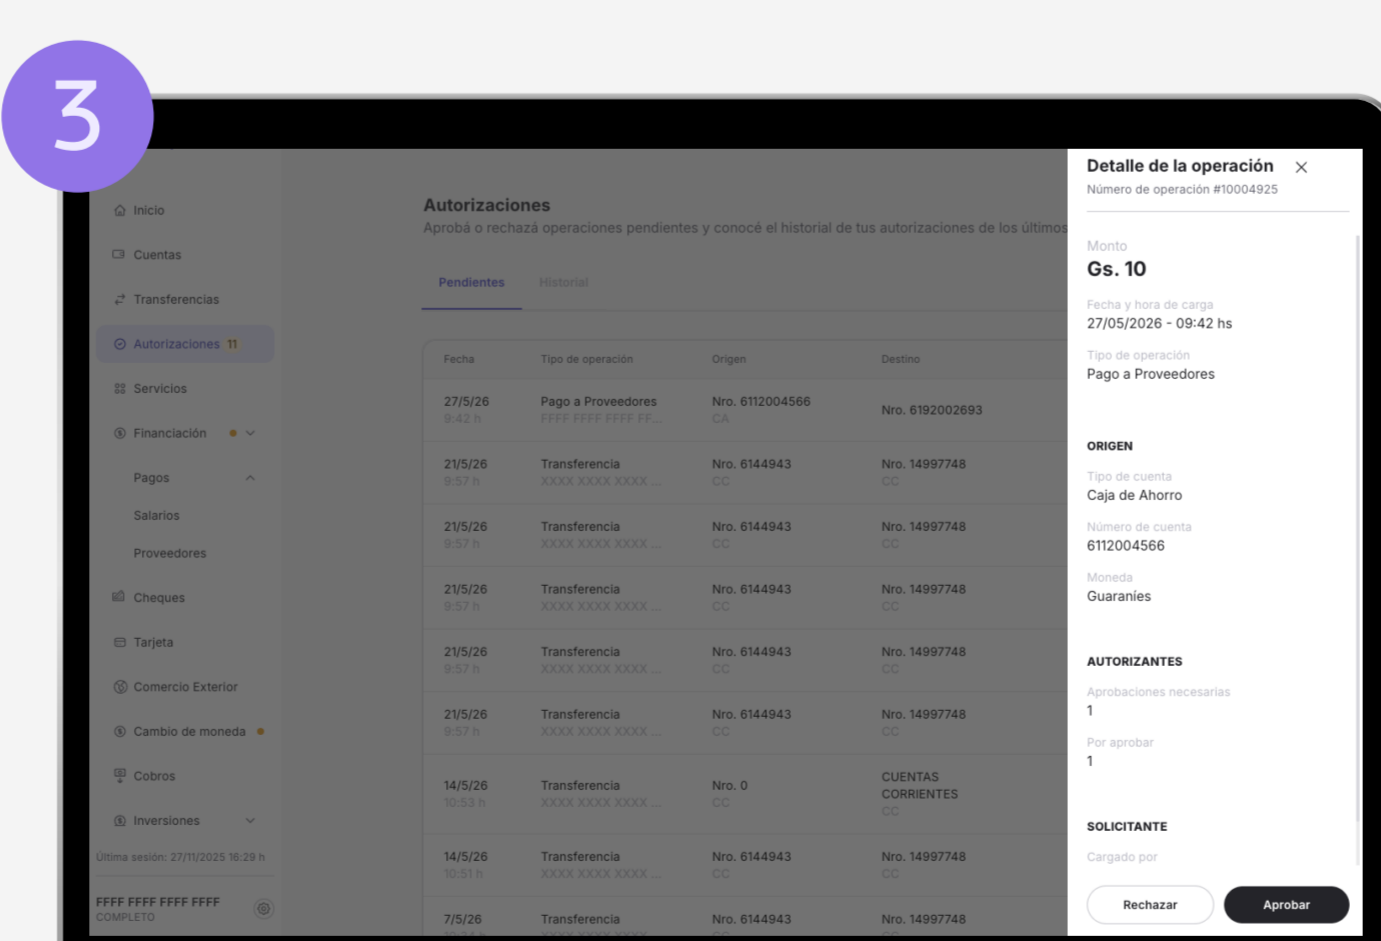 3
Inicio
Cuentas
Transferencias
Autorizaciones 11
Servicios
Financiación
Pagos
Salarios
Proveedores
Cheques
Tarjeta
Comercio Exterior
Cambio de moneda
Cobros
Inversiones
Última sesión: 27/11/2025 16:29 h
FFFF FFFF FFFF FFFF
COMPLETO
Autorizaciones
Aprobá o rechazá operaciones pendientes y conocé el historial de tus autorizaciones de los últimos
Pendientes Historial
Fecha Tipo de operación Origen Destino
27/5/26 Pago a Proveedores Nro. 6112004566 Nro. 6192002693
9:42 h FFFF FFFF FFFF FF... CA
21/5/26 Transferencia Nro. 6144943 Nro. 14997748
9:57 h XXXX XXXX XXXX ... CC CC
21/5/26 Transferencia Nro. 6144943 Nro. 14997748
9:57 h XXXX XXXX XXXX ... CC CC
21/5/26 Transferencia Nro. 6144943 Nro. 14997748
9:57 h XXXX XXXX XXXX ... CC CC
21/5/26 Transferencia Nro. 6144943 Nro. 14997748
9:57 h XXXX XXXX XXXX ... CC CC
21/5/26 Transferencia Nro. 6144943 Nro. 14997748
9:57 h XXXX XXXX XXXX ... CC CC
14/5/26 Transferencia Nro. 0 CUENTAS CORRIENTES
10:53 h XXXX XXXX XXXX ... CC CC
14/5/26 Transferencia Nro. 6144943 Nro. 14997748
10:51 h XXXX XXXX XXXX ... CC CC
7/5/26 Transferencia Nro. 6144943 Nro. 14997748
Detalle de la operación
Número de operación #10004925
Monto
Gs. 10
Fecha y hora de carga
27/05/2026 - 09:42 hs
Tipo de operación
Pago a Proveedores
ORIGEN
Tipo de cuenta
Caja de Ahorro
Número de cuenta
6112004566
Moneda
Guaraníes
AUTORIZANTES
Aprobaciones necesarias
1
Por aprobar
1
SOLICITANTE
Cargado por
Rechazar Aprobar